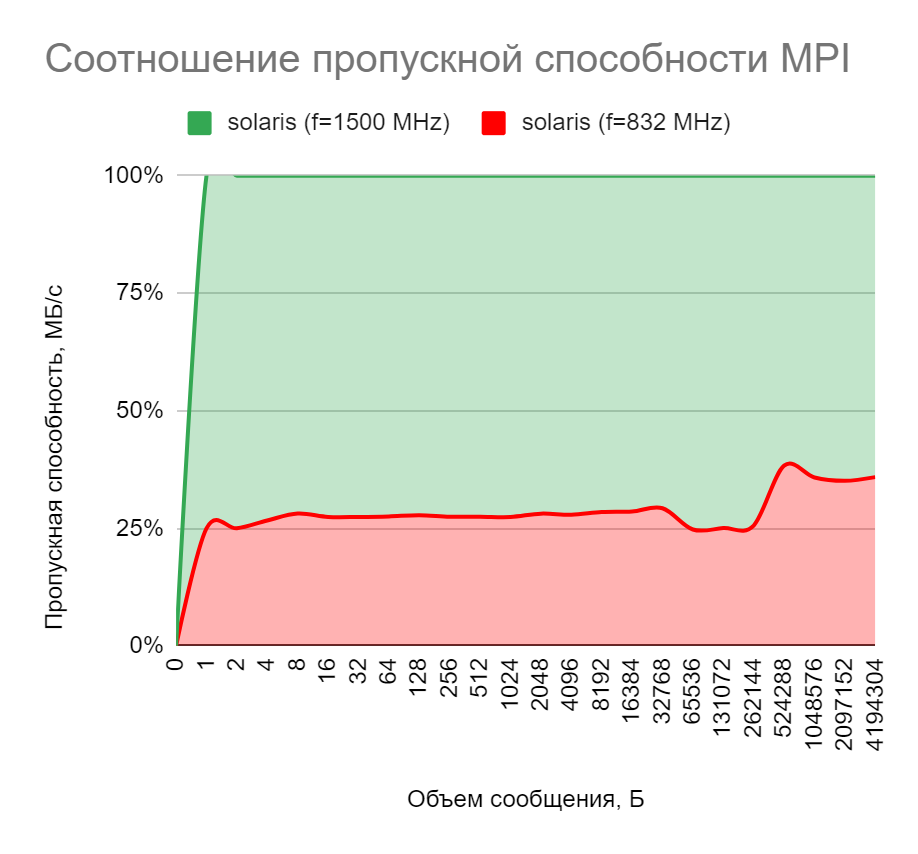 Соотношение пропускной способности MPI
solaris (f=1500 MHz) solaris (f=832 MHz)
100%
75%
50%
25%
0%
Пропускная способность, МБ/с
0 1 2 4 8 16 32 64 128 256 512 1024 2048 4096 8192 16384 32768 65536 131072 262144 524288 1048576 2097152 4194304
Объем сообщения, Б